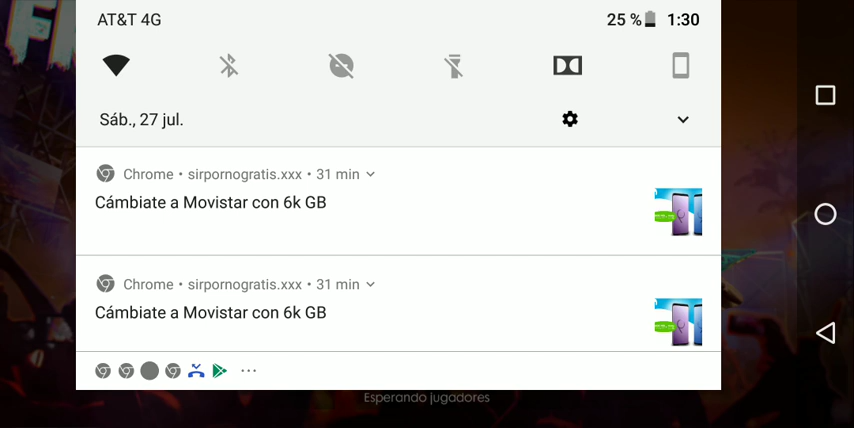 AT&T 4G
25 % 1:30
Sáb., 27 jul.
Chrome • sirpornogratis.xxx • 31 min
Cámbiate a Movistar con 6k GB
Chrome • sirpornogratis.xxx • 31 min
Cámbiate a Movistar con 6k GB
Esperando jugadores